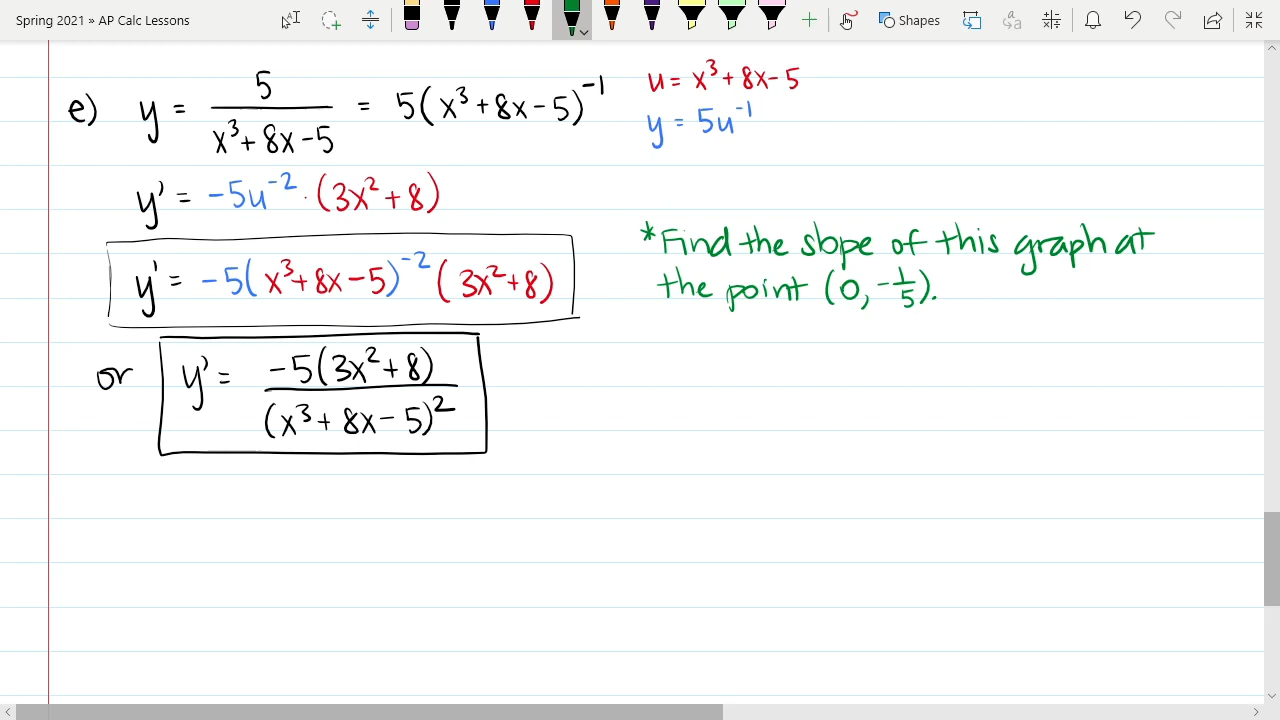 Spring 2021 » AP Calc Lessons
Shapes
e) y = 5/(x³+8x-5) = 5(x³+8x-5)⁻¹
u = x³+8x-5
y = 5u⁻¹
y' = -5u⁻² · (3x²+8)
y' = -5(x³+8x-5)⁻²(3x²+8)
*Find the slope of this graph at
the point (0, -1/5).
or y' = -5(3x²+8)/(x³+8x-5)²